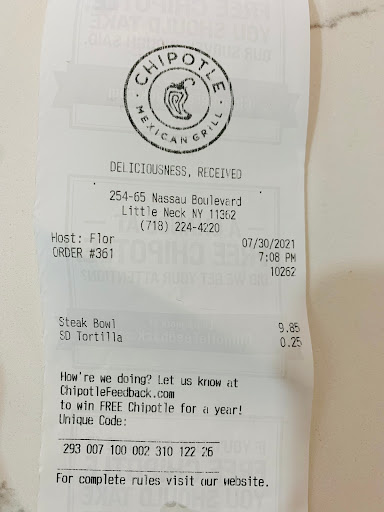 CHIPOTLE
MEXICAN GRILL
DELICIOUSNESS, RECEIVED
254-65 Nassau Boulevard
Little Neck NY 11362
(718) 224-4220
Host: Flor 07/30/2021
ORDER #361 7:08 PM
10262
Steak Bowl 9.85
SD Tortilla 0.25
How're we doing? Let us know at
ChipotleFeedback.com
to win FREE Chipotle for a year!
Unique Code:
293 007 100 002 310 122 26
For complete rules visit our website.